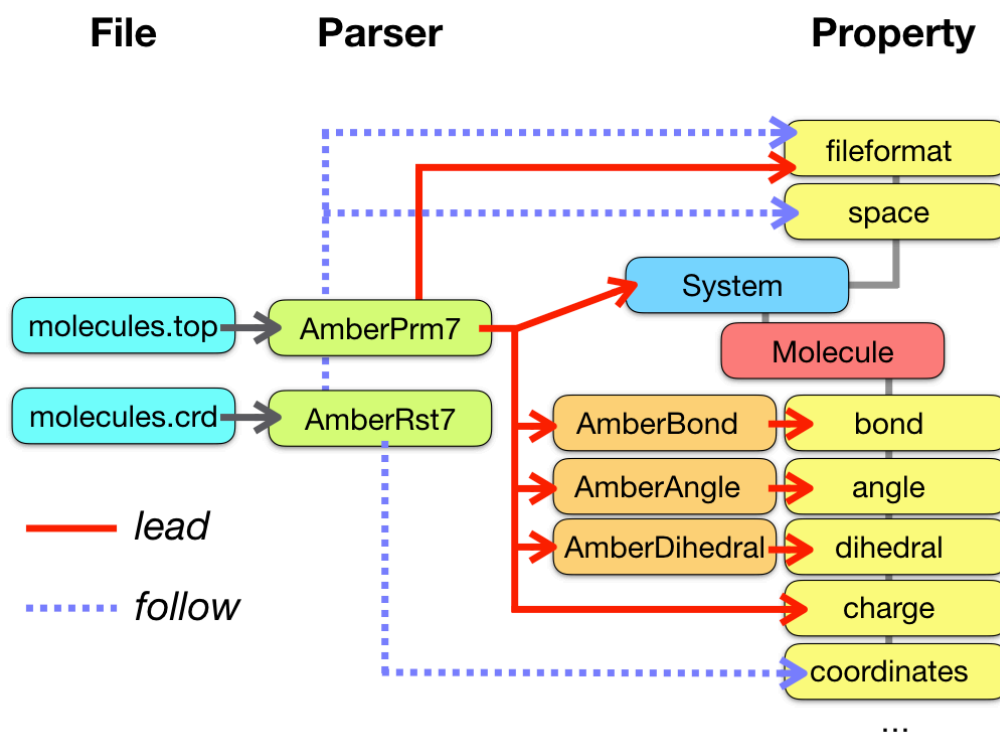 File
Parser
Property
fileformat
space
System
molecules.top
AmberPrm7
Molecule
molecules.crd
AmberRst7
AmberBond
bond
AmberAngle
angle
lead
AmberDihedral
dihedral
follow
charge
coordinates
...